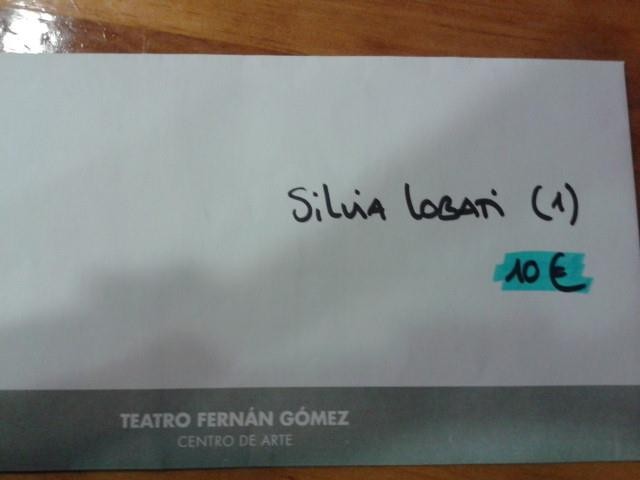 Silvia Lobati (1)
10 €
TEATRO FERNÁN GÓMEZ
CENTRO DE ARTE